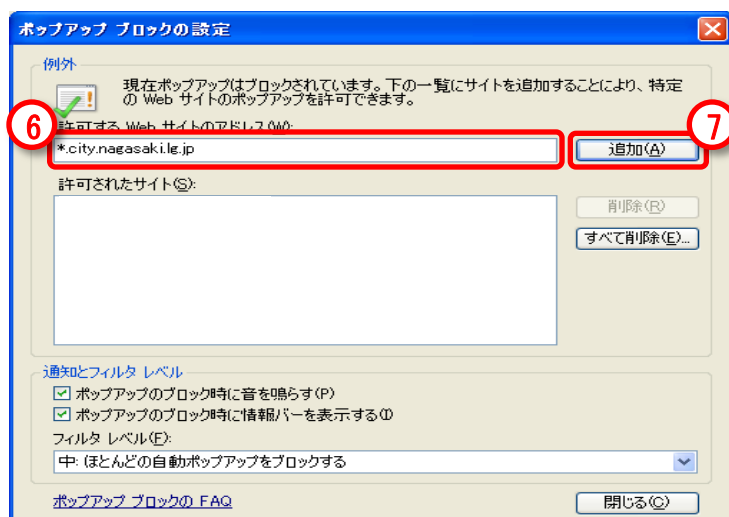 ポップアップ ブロックの設定
例外
現在ポップアップはブロックされています。下の一覧にサイトを追加することにより、特定
の Web サイトのポップアップを許可できます。
6
7
許可する Web サイトのアドレス(W):
*.city.nagasaki.lg.jp
追加(A)
許可されたサイト(S):
削除(R)
すべて削除(E)...
通知とフィルタ レベル
ポップアップのブロック時に音を鳴らす(P)
ポップアップのブロック時に情報バーを表示する(I)
フィルタ レベル(F):
中: ほとんどの自動ポップアップをブロックする
ポップアップ ブロックの FAQ
閉じる(C)